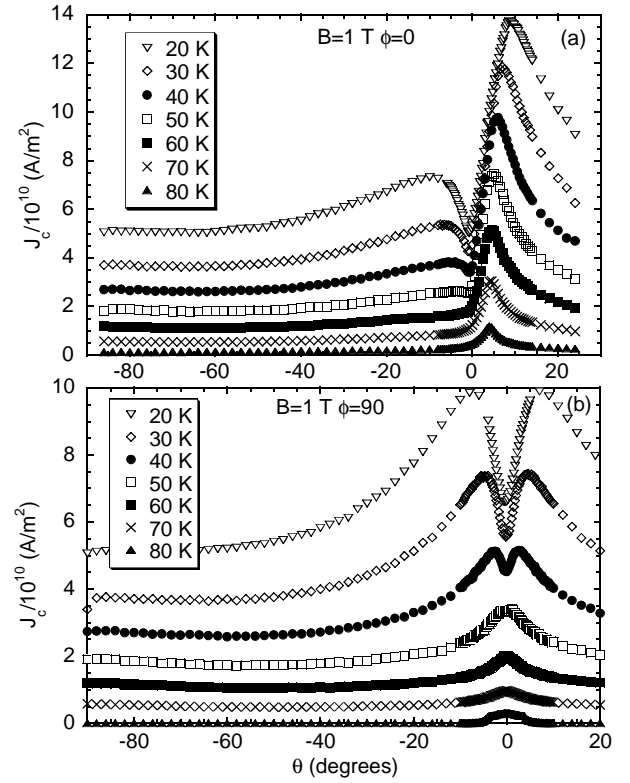 14
12
10
8
6
4
2
0
J_c/10^10 (A/m^2)
B=1 T ϕ=0
(a)
20 K
30 K
40 K
50 K
60 K
70 K
80 K
-80 -60 -40 -20 0 20
10
8
6
4
2
0
J_c/10^10 (A/m^2)
B=1 T ϕ=90
(b)
20 K
30 K
40 K
50 K
60 K
70 K
80 K
-80 -60 -40 -20 0 20
θ (degrees)